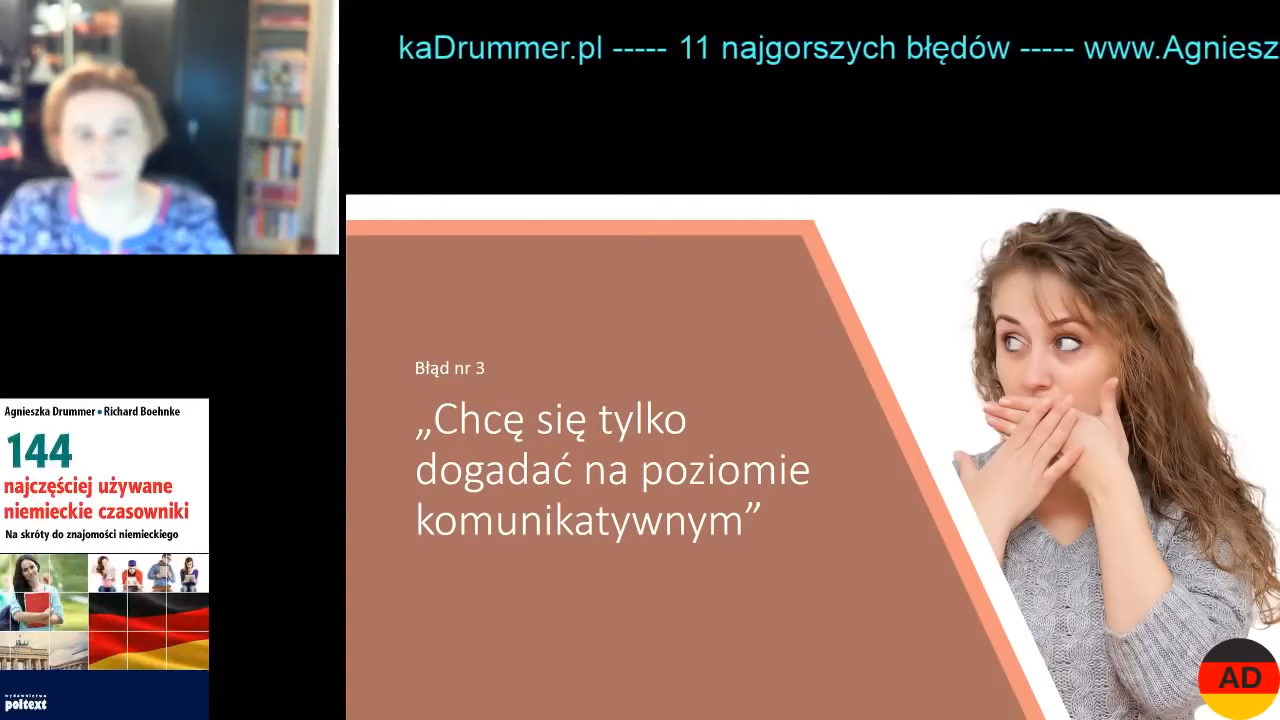 kaDrummer.pl ----- 11 najgorszych błędów ----- www.Agniesz
Błąd nr 3
„Chcę się tylko
dogadać na poziomie
komunikatywnym”
Agnieszka Drummer • Richard Boehnke
144
najczęściej używane
niemieckie czasowniki
Na skróty do znajomości niemieckiego
wydawnictwo
poltext
AD